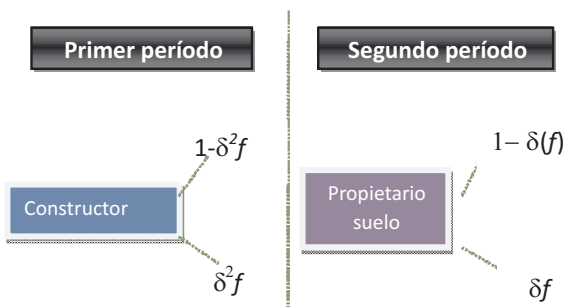 Primer período
Segundo período
1-δ²f
Constructor
δ²f
1– δ(f)
Propietario
suelo
δf